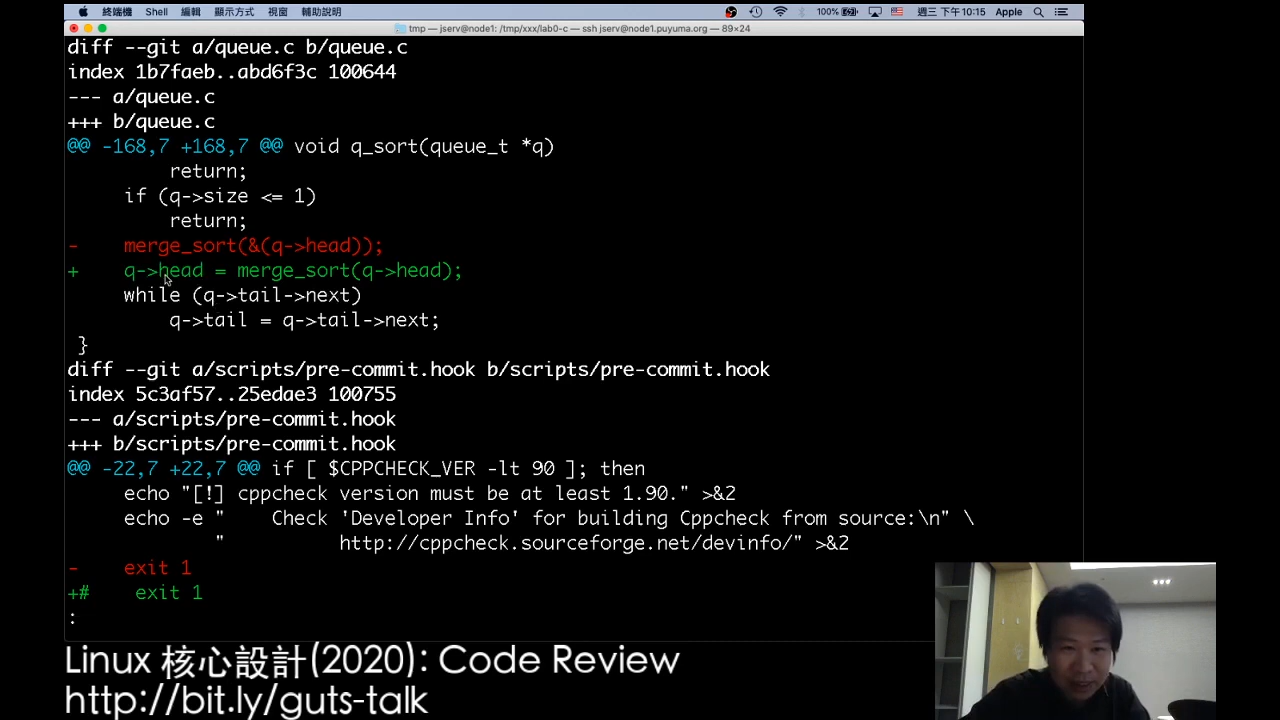 終端機 Shell 編輯 顯示方式 視窗 輔助說明 100% 週三 下午 10:15 Apple
tmp — jserv@node1: /tmp/xxx/lab0-c — ssh jserv@node1.puyuma.org — 89×24
diff --git a/queue.c b/queue.c
index 1b7faeb..abd6f3c 100644
--- a/queue.c
+++ b/queue.c
@@ -168,7 +168,7 @@ void q_sort(queue_t *q)
return;
if (q->size <= 1)
return;
- merge_sort(&(q->head));
+ q->head = merge_sort(q->head);
while (q->tail->next)
q->tail = q->tail->next;
}
diff --git a/scripts/pre-commit.hook b/scripts/pre-commit.hook
index 5c3af57..25edae3 100755
--- a/scripts/pre-commit.hook
+++ b/scripts/pre-commit.hook
@@ -22,7 +22,7 @@ if [ $CPPCHECK_VER -lt 90 ]; then
echo "[!] cppcheck version must be at least 1.90." >&2
echo -e " Check 'Developer Info' for building Cppcheck from source:\n" \
" http://cppcheck.sourceforge.net/devinfo/" >&2
- exit 1
+# exit 1
:
Linux 核心設計(2020): Code Review
http://bit.ly/guts-talk